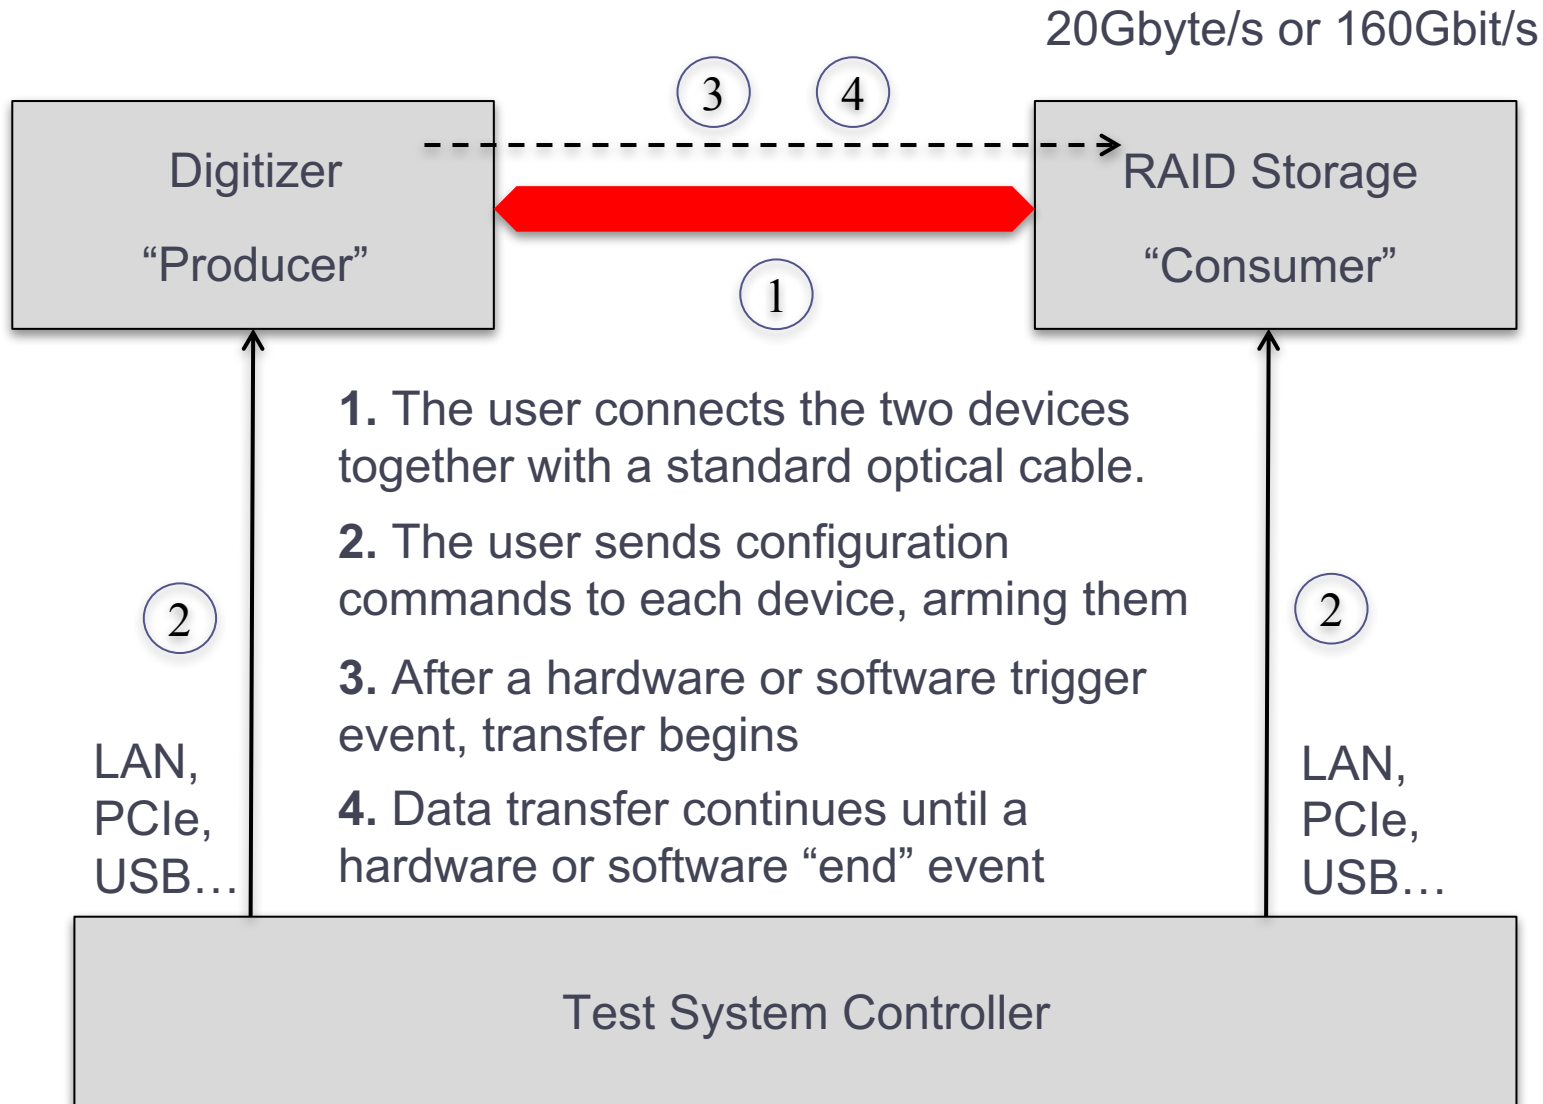 20Gbyte/s or 160Gbit/s
3
4
Digitizer
“Producer”
RAID Storage
“Consumer”
1
1. The user connects the two devices
together with a standard optical cable.
2. The user sends configuration
commands to each device, arming them
3. After a hardware or software trigger
event, transfer begins
4. Data transfer continues until a
hardware or software “end” event
2
2
LAN,
PCIe,
USB…
LAN,
PCIe,
USB…
Test System Controller